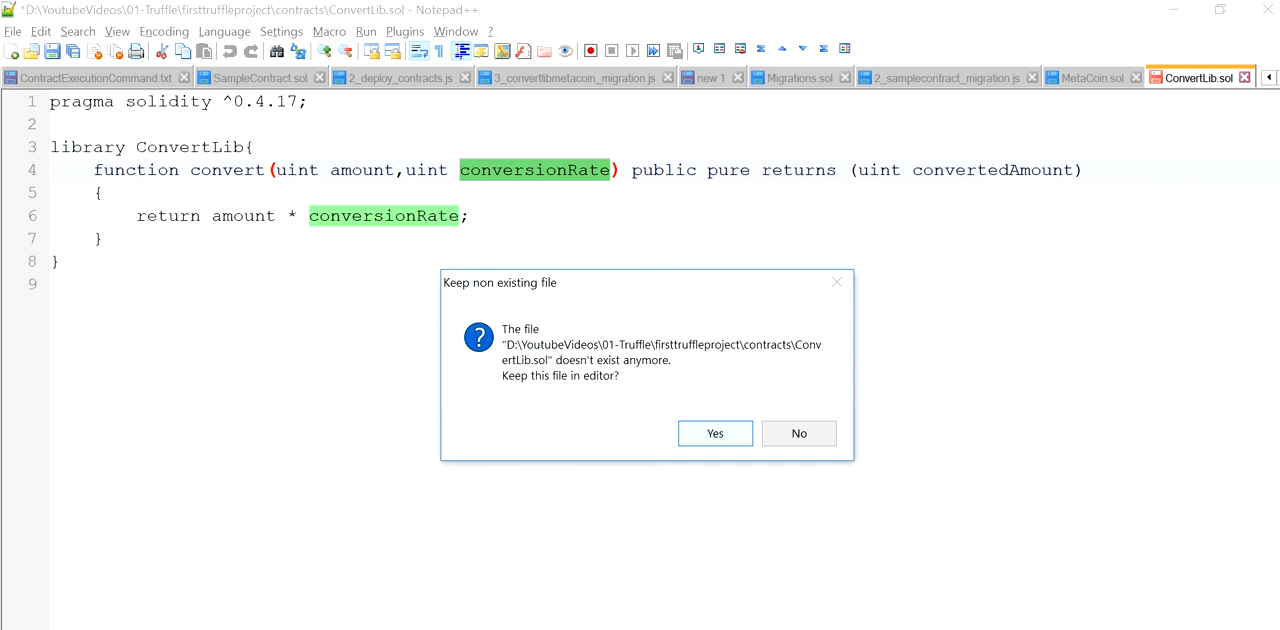 *D:\YoutubeVideos\01-Truffle\firsttruffleproject\contracts\ConvertLib.sol - Notepad++
File Edit Search View Encoding Language Settings Macro Run Plugins Window ?
ContractExecutionCommand.txt SampleContract.sol 2_deploy_contracts.js 3_convertlibmetacoin_migration.js new 1 Migrations.sol 2_samplecontract_migration.js MetaCoin.sol ConvertLib.sol
1 pragma solidity ^0.4.17;
2
3 library ConvertLib{
4 function convert(uint amount,uint conversionRate) public pure returns (uint convertedAmount)
5 {
6 return amount * conversionRate;
7 }
8 }
9
Keep non existing file
The file
"D:\YoutubeVideos\01-Truffle\firsttruffleproject\contracts\Conv
ertLib.sol" doesn't exist anymore.
Keep this file in editor?
Yes No